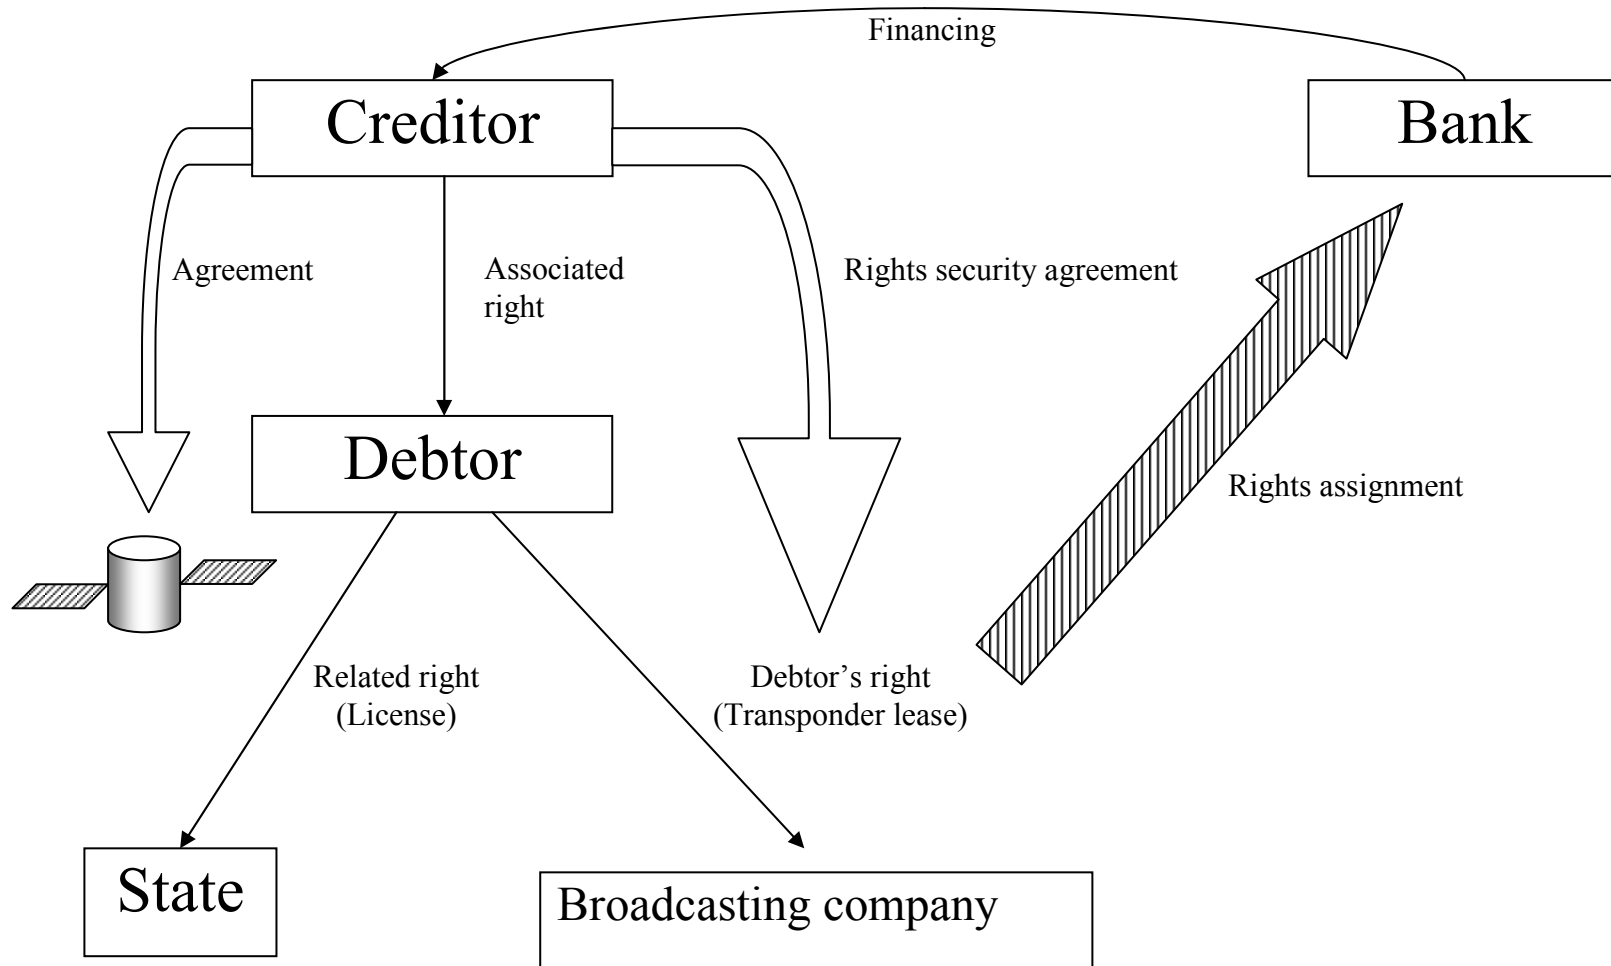 Financing
Creditor
Bank
Agreement
Associated
right
Rights security agreement
Debtor
Rights assignment
Related right
(License)
Debtor’s right
(Transponder lease)
State
Broadcasting company